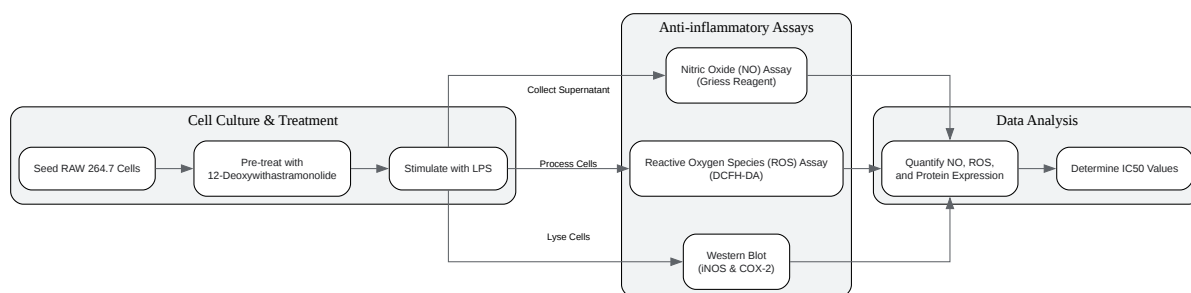 Anti-inflammatory Assays
Nitric Oxide (NO) Assay
(Griess Reagent)
Collect Supernatant
Cell Culture & Treatment
Data Analysis
Seed RAW 264.7 Cells
Pre-treat with
12-Deoxywithastramonolide
Stimulate with LPS
Process Cells
Reactive Oxygen Species (ROS) Assay
(DCFH-DA)
Quantify NO, ROS,
and Protein Expression
Determine IC50 Values
Lyse Cells
Western Blot
(iNOS & COX-2)